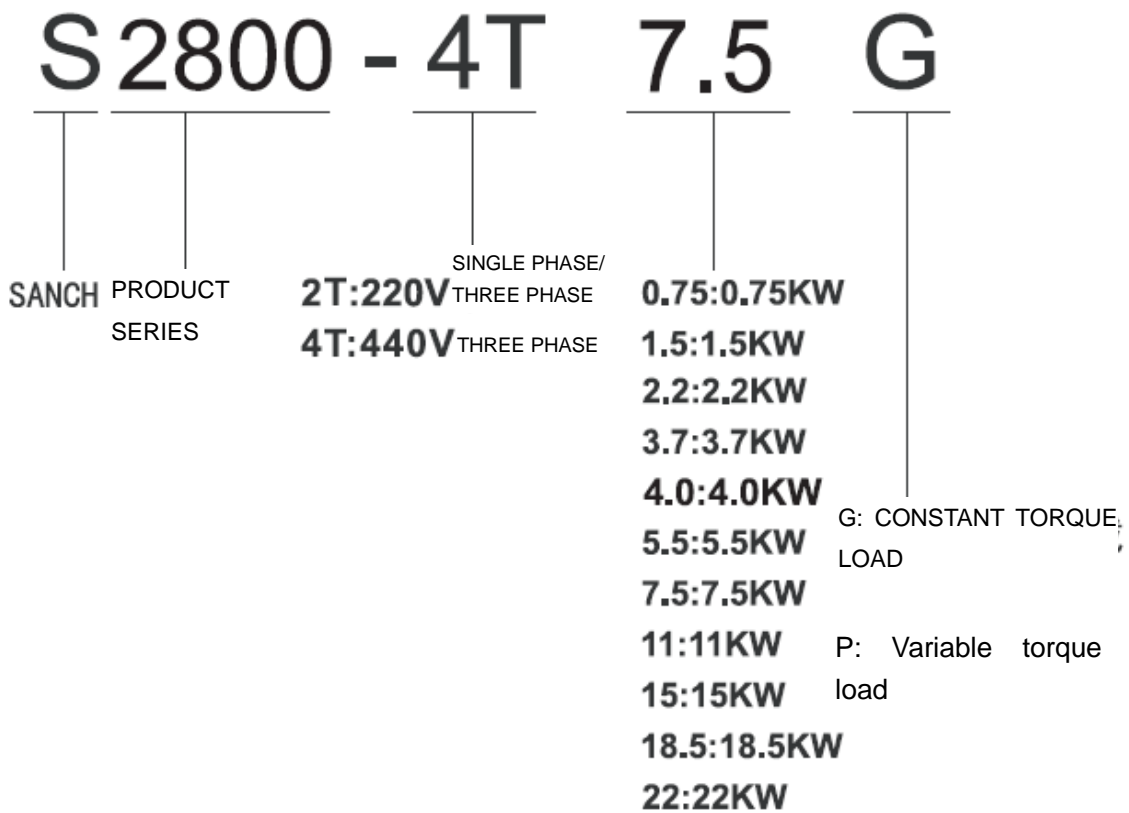 S 2800 - 4T 7.5 G
SANCH
PRODUCT
SERIES
SINGLE PHASE/
2T:220V THREE PHASE
4T:440V THREE PHASE
0.75:0.75KW
1.5:1.5KW
2.2:2.2KW
3.7:3.7KW
4.0:4.0KW
5.5:5.5KW
7.5:7.5KW
11:11KW
15:15KW
18.5:18.5KW
22:22KW
G: CONSTANT TORQUE
LOAD
P: Variable torque
load